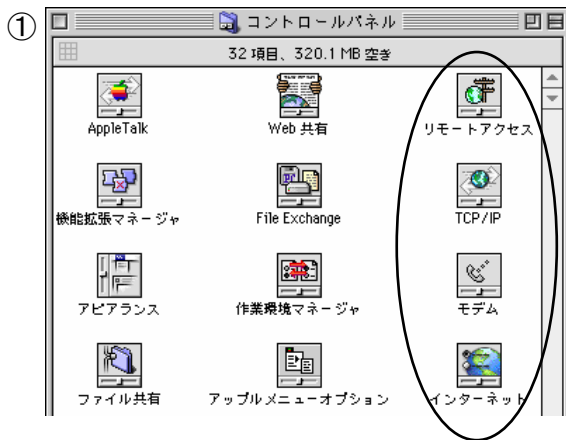 ①
コントロールパネル
32 項目、320.1 MB 空き
AppleTalk
Web 共有
リモートアクセス
機能拡張マネージャ
File Exchange
TCP/IP
アピアランス
作業環境マネージャ
モデム
ファイル共有
アップルメニューオプション
インターネット